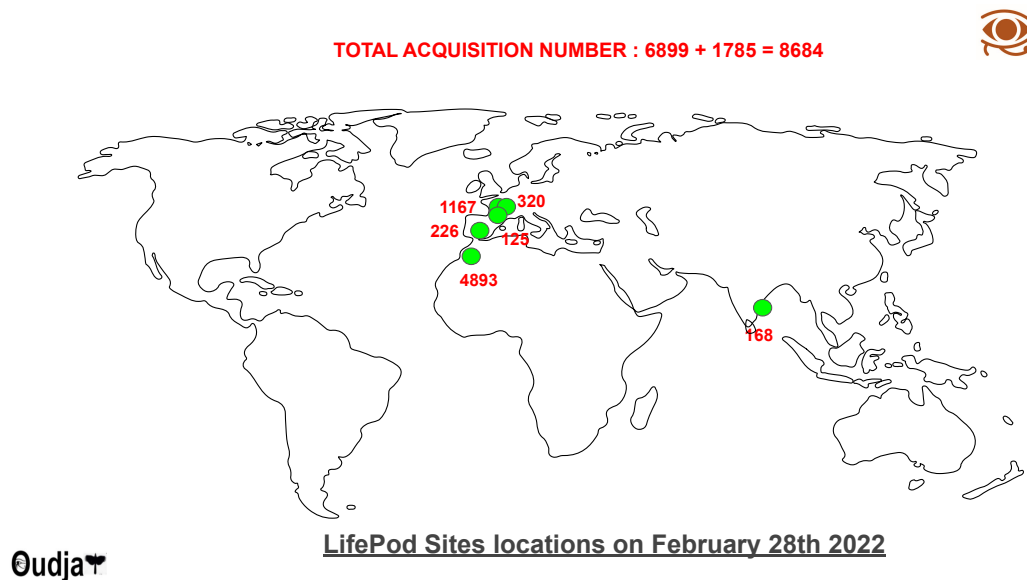 TOTAL ACQUISITION NUMBER : 6899 + 1785 = 8684
1167
320
226
125
4893
168
LifePod Sites locations on February 28th 2022
Oudja